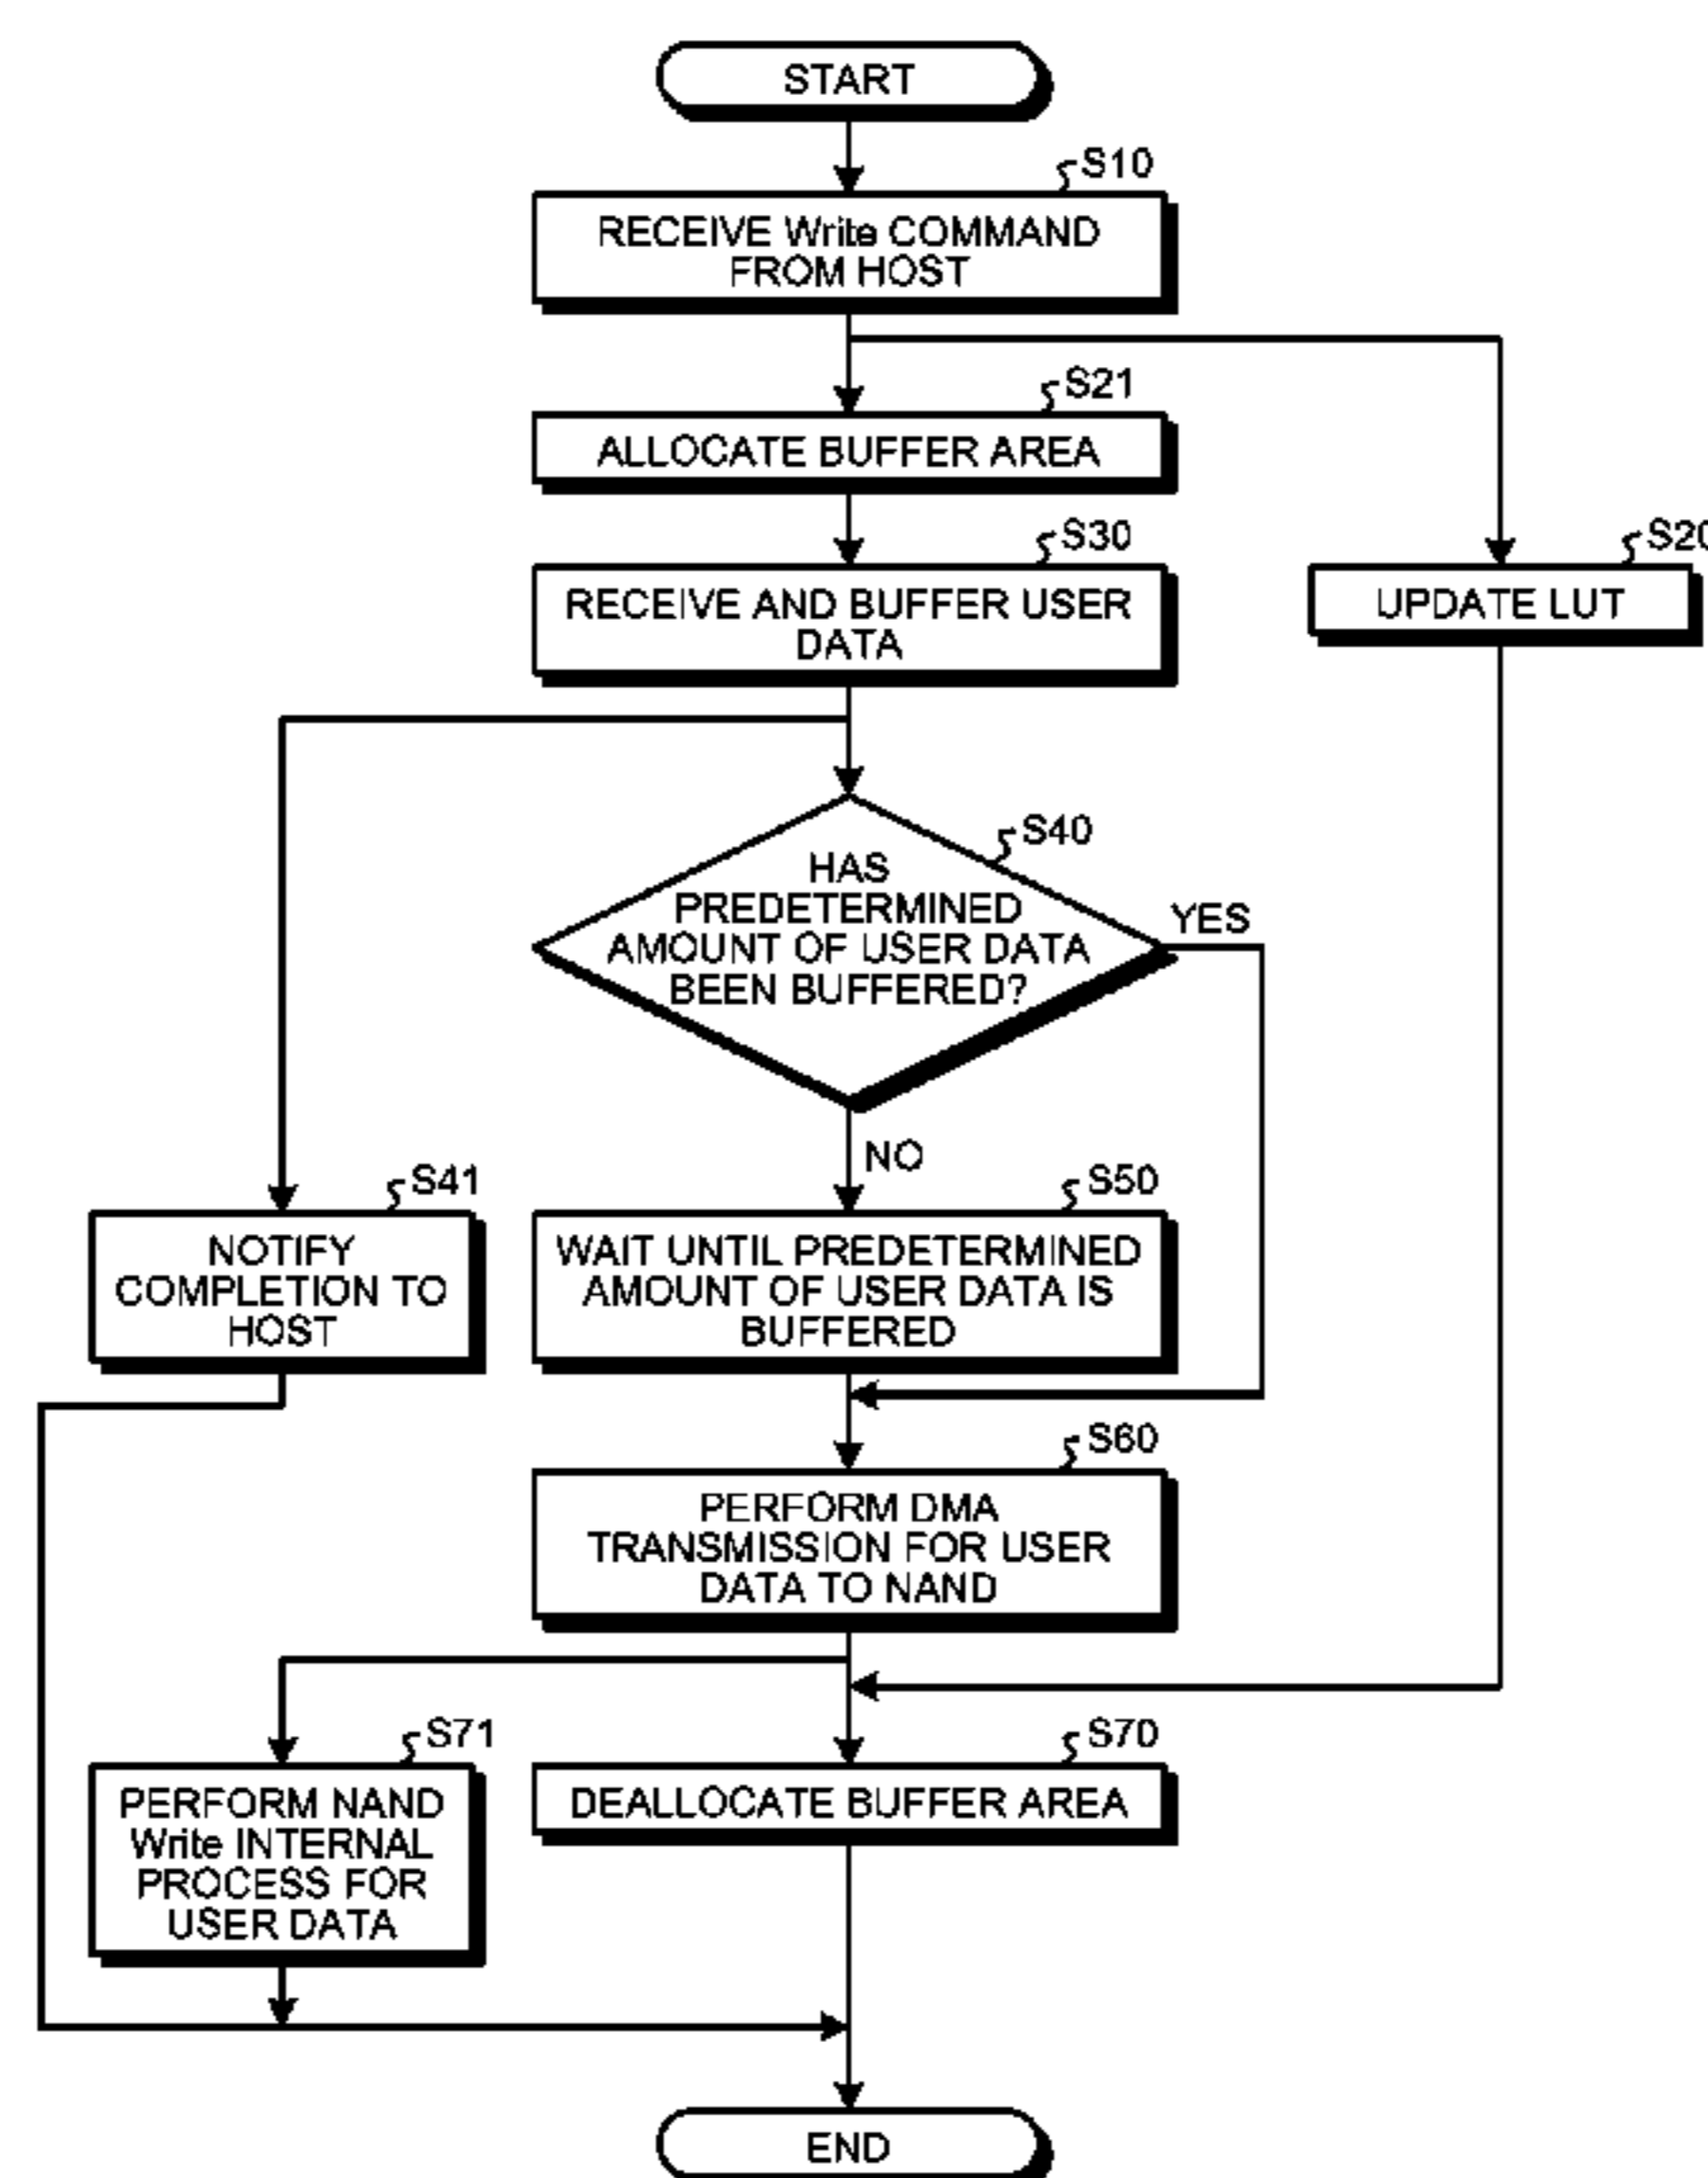 START
S10
RECEIVE Write COMMAND
FROM HOST
S21
ALLOCATE BUFFER AREA
S30
RECEIVE AND BUFFER USER
DATA
S20
UPDATE LUT
S40
HAS
PREDETERMINED
AMOUNT OF USER DATA
BEEN BUFFERED?
YES
NO
S41
NOTIFY
COMPLETION TO
HOST
S50
WAIT UNTIL PREDETERMINED
AMOUNT OF USER DATA IS
BUFFERED
S60
PERFORM DMA
TRANSMISSION FOR USER
DATA TO NAND
S71
PERFORM NAND
Write INTERNAL
PROCESS FOR
USER DATA
S70
DEALLOCATE BUFFER AREA
END